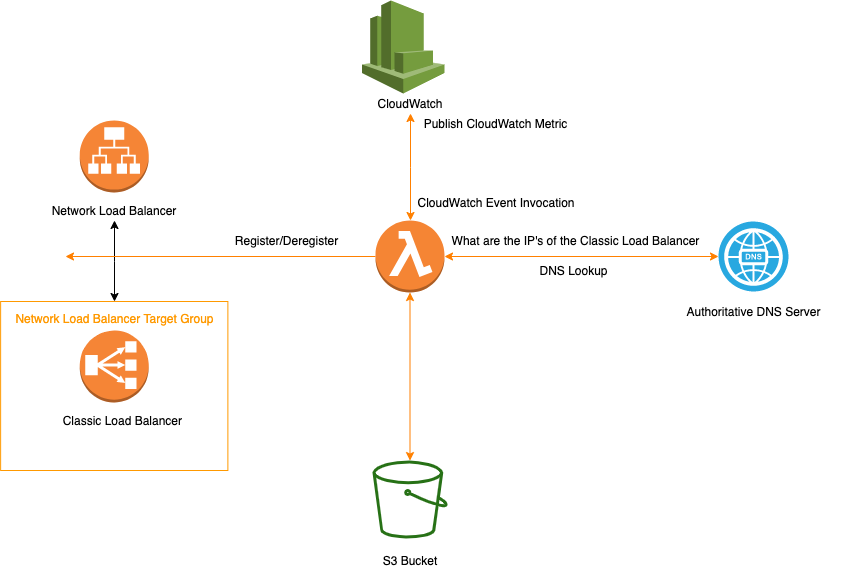 CloudWatch
Publish CloudWatch Metric
Network Load Balancer
CloudWatch Event Invocation
Register/Deregister
What are the IP's of the Classic Load Balancer
DNS
DNS Lookup
Authoritative DNS Server
Network Load Balancer Target Group
Classic Load Balancer
S3 Bucket